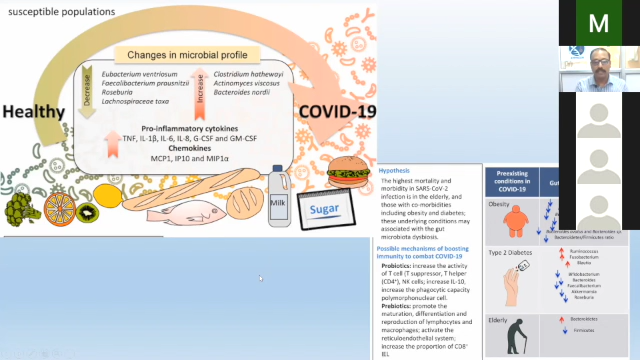 susceptible populations
Changes in microbial profile
Decrease
Eubacterium ventriosum
Faecalibacterium prausnitzii
Roseburia
Lachnospiraceae taxa
Increase
Clostridium hathewayi
Actinomyces viscosus
Bacteroides nordii
Healthy
COVID-19
Pro-inflammatory cytokines
TNF, IL-1β, IL-6, IL-8, G-CSF and GM-CSF
Chemokines
MCP1, IP10 and MIP1α
Milk
Sugar
Hypothesis
The highest mortality and
morbidity in SARS-CoV-2
infection is in the elderly, and
those with co-morbidities
including obesity and diabetes;
these underlying conditions may
associated with the gut
microbiota dysbiosis.
Possible mechanisms of boosting
immunity to combat COVID-19
Probiotics: increase the activity
of T cell (T suppressor, T helper
(CD4⁺), NK cells; increase IL-10,
increase the phagocytic capacity
polymorphonuclear cell.
Prebiotics: promote the
maturation, differentiation and
reproduction of lymphocytes and
macrophages; activate the
reticuloendothelial system;
increase the proportion of CD8⁺
IEL
Preexisting
conditions in
COVID-19
Gut
Obesity
Bacteroidetes/Firmicutes ratio
Type 2 Diabetes
Ruminococcus
Fusobacterium
Blautia
Bifidobacterium
Bacteroides
Faecalibacterium
Akkermansia
Roseburia
Elderly
Bacteroidetes
Firmicutes
M